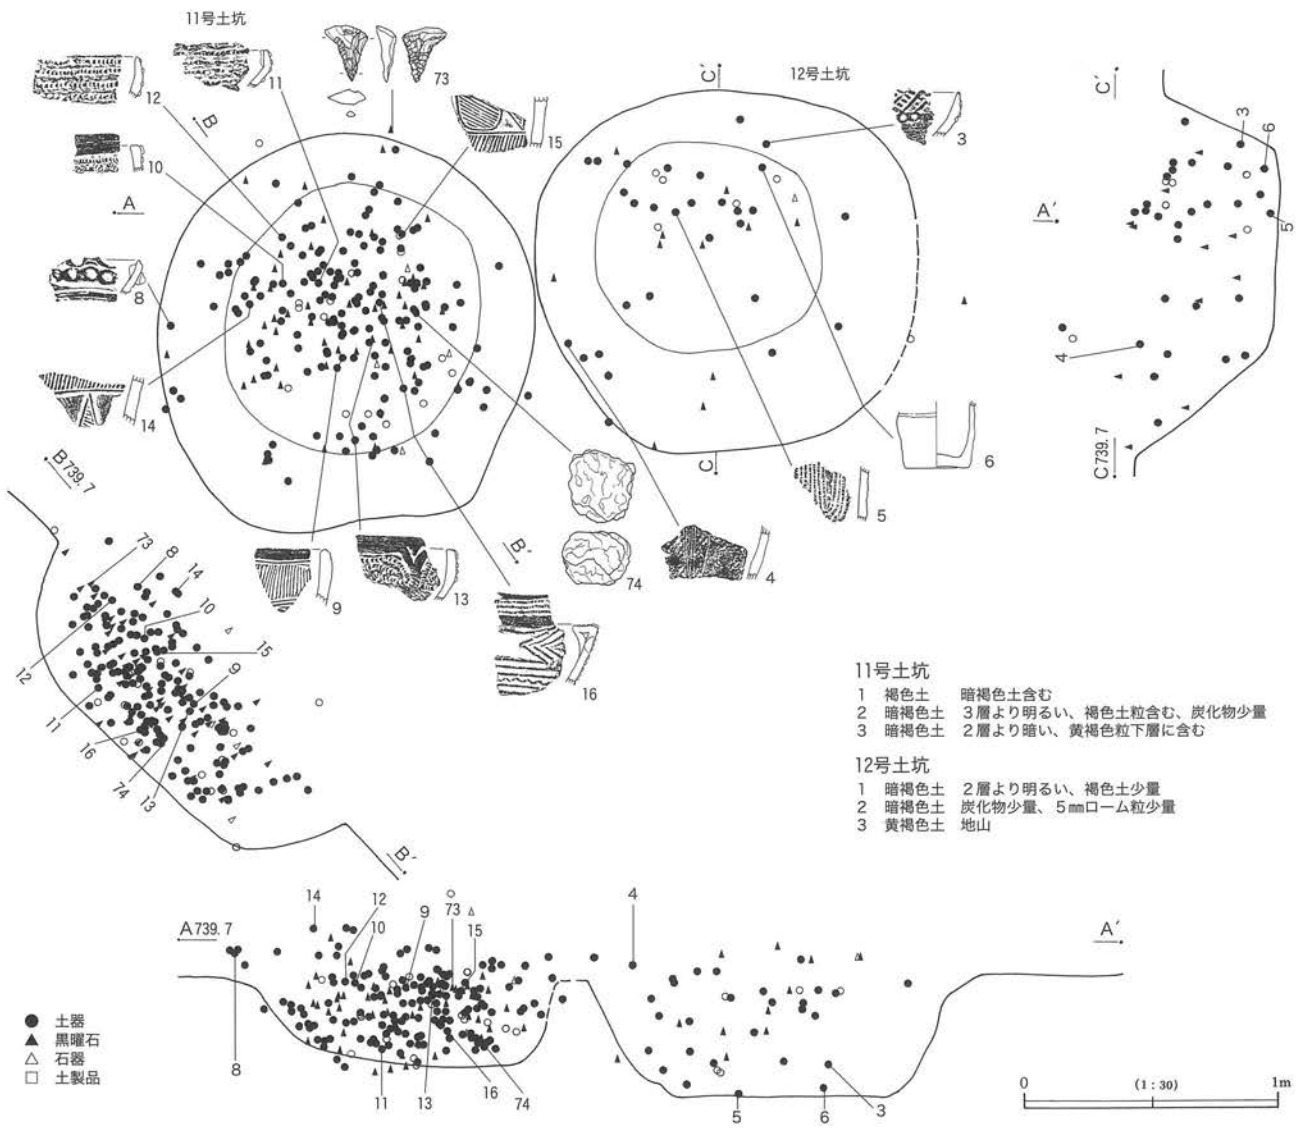 11号土坑
12
11
73
B
10
15
A
8
14
9
13
16
74
B′
12号土坑
C′
3
4
5
6
C
C′
3
6
A′
5
4
C739.7
B739.7
73
8
14
10
15
9
12
11
16
74
13
B′
11号土坑
1 褐色土 暗褐色土含む
2 暗褐色土 3層より明るい、褐色土粒含む、炭化物少量
3 暗褐色土 2層より暗い、黄褐色粒下層に含む
12号土坑
1 暗褐色土 2層より明るい、褐色土少量
2 暗褐色土 炭化物少量、5㎜ローム粒少量
3 黄褐色土 地山
A739.7
14
12
10
9
73
15
4
A′
8
11
13
16
74
5
6
3
● 土器
▲ 黒曜石
△ 石器
□ 土製品
0 (1:30) 1m